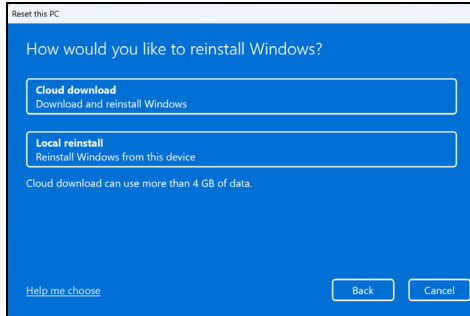 Reset this PC
How would you like to reinstall Windows?
Cloud download
Download and reinstall Windows
Local reinstall
Reinstall Windows from this device
Cloud download can use more than 4 GB of data.
Help me choose
Back
Cancel